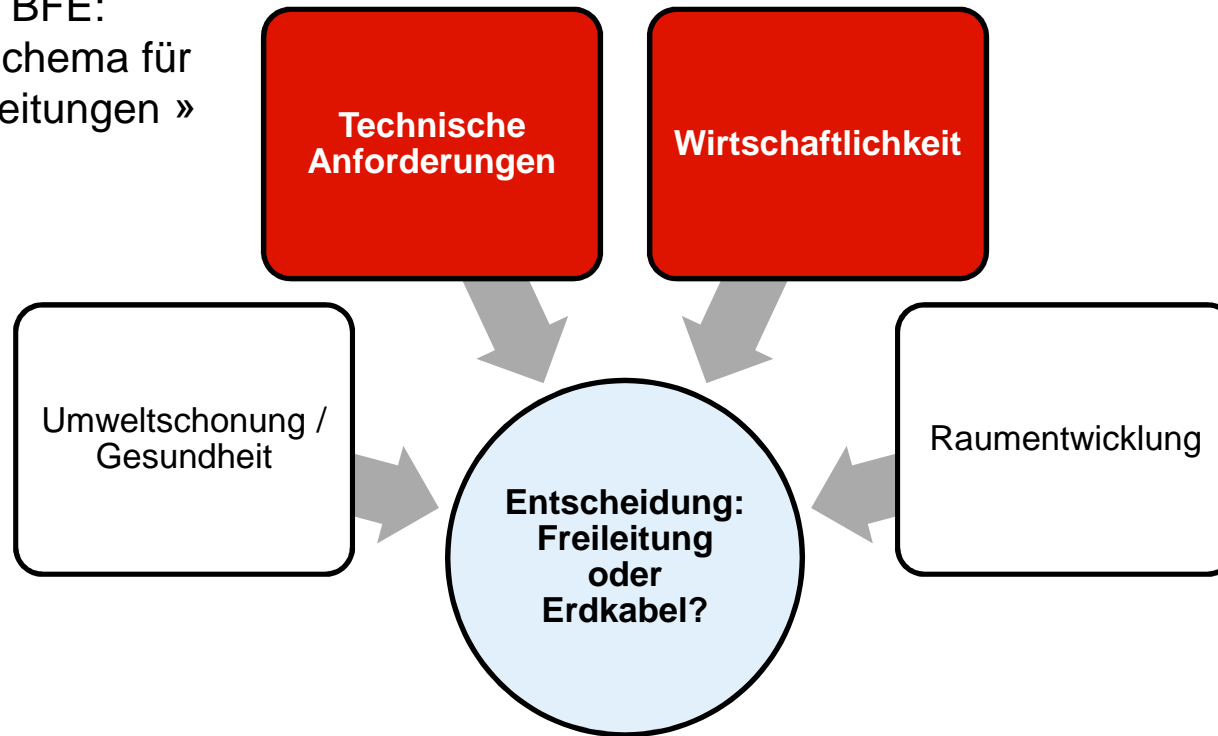 BFE:
chema für
eitungen »
Technische
Anforderungen
Wirtschaftlichkeit
Umweltschonung /
Gesundheit
Raumentwicklung
Entscheidung:
Freileitung
oder
Erdkabel?